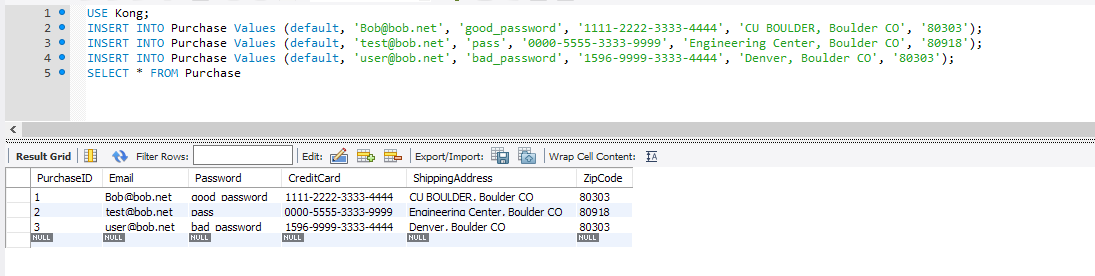 1 USE Kong;
2 INSERT INTO Purchase Values (default, 'Bob@bob.net', 'good_password', '1111-2222-3333-4444', 'CU BOULDER, Boulder CO', '80303');
3 INSERT INTO Purchase Values (default, 'test@bob.net', 'pass', '0000-5555-3333-9999', 'Engineering Center, Boulder CO', '80918');
4 INSERT INTO Purchase Values (default, 'user@bob.net', 'bad_password', '1596-9999-3333-4444', 'Denver, Boulder CO', '80303');
5 SELECT * FROM Purchase
Result Grid Filter Rows: Edit: Export/Import: Wrap Cell Content: IA
PurchaseID Email Password CreditCard ShippingAddress ZipCode
1 Bob@bob.net good_password 1111-2222-3333-4444 CU BOULDER, Boulder CO 80303
2 test@bob.net pass 0000-5555-3333-9999 Engineering Center, Boulder CO 80918
3 user@bob.net bad_password 1596-9999-3333-4444 Denver, Boulder CO 80303
NULL NULL NULL NULL NULL NULL